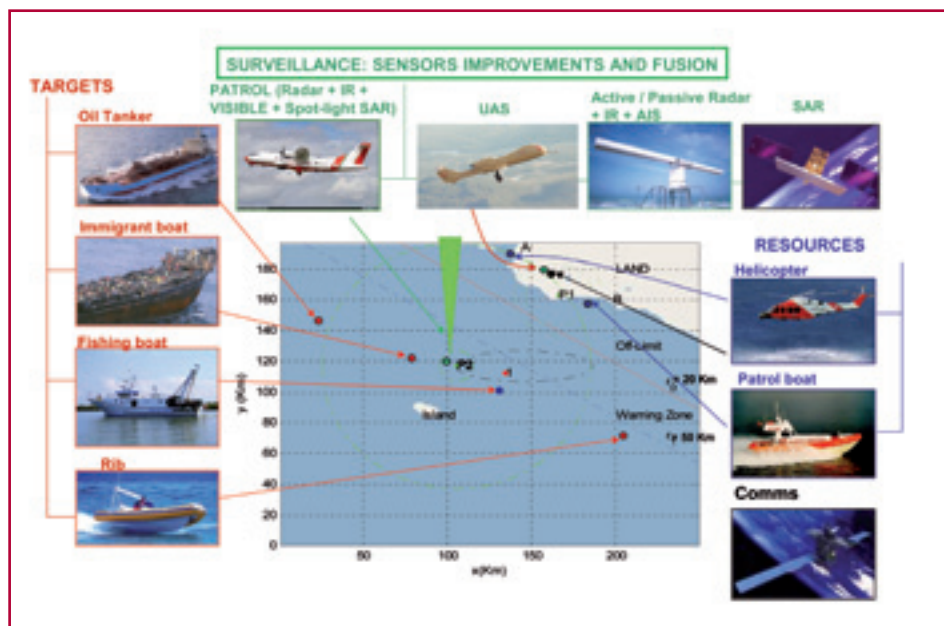 SURVEILLANCE: SENSORS IMPROVEMENTS AND FUSION
TARGETS
PATROL (Radar + IR +
VISIBLE + Spot-light SAR)
UAS
Active / Passive Radar
+ IR + AIS
SAR
Oil Tanker
Immigrant boat
Fishing boat
Rib
RESOURCES
Helicopter
Patrol boat
Comms
A
LAND
P1
B
Off-Limit
20 Km
P2
Island
Warning Zone
50 Km
180
160
140
120
100
80
60
40
20
0
y (Km)
50
100
150
200
x(Km)